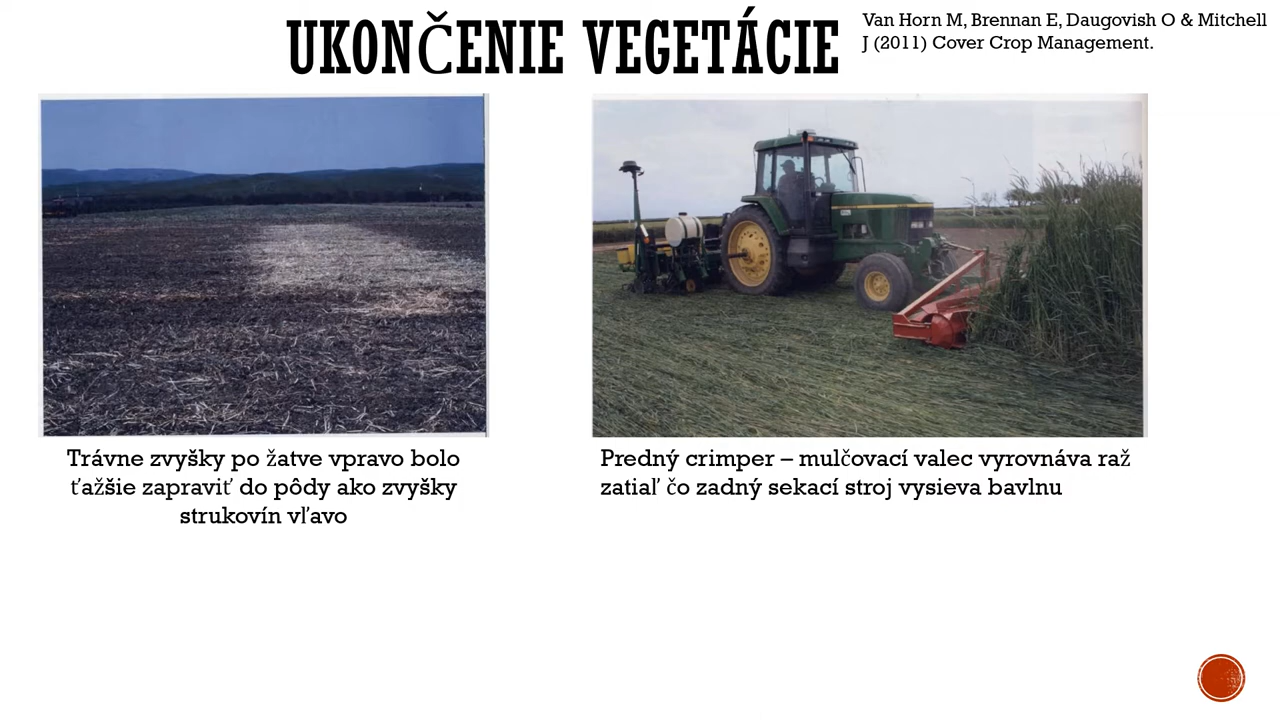 UKONČENIE VEGETÁCIE
Van Horn M, Brennan E, Daugovish O & Mitchell
J (2011) Cover Crop Management.
Trávne zvyšky po žatve vpravo bolo
ťažšie zapraviť do pôdy ako zvyšky
strukovín vľavo
Predný crimper – mulčovací valec vyrovnáva raž
zatiaľ čo zadný sekací stroj vysieva bavlnu